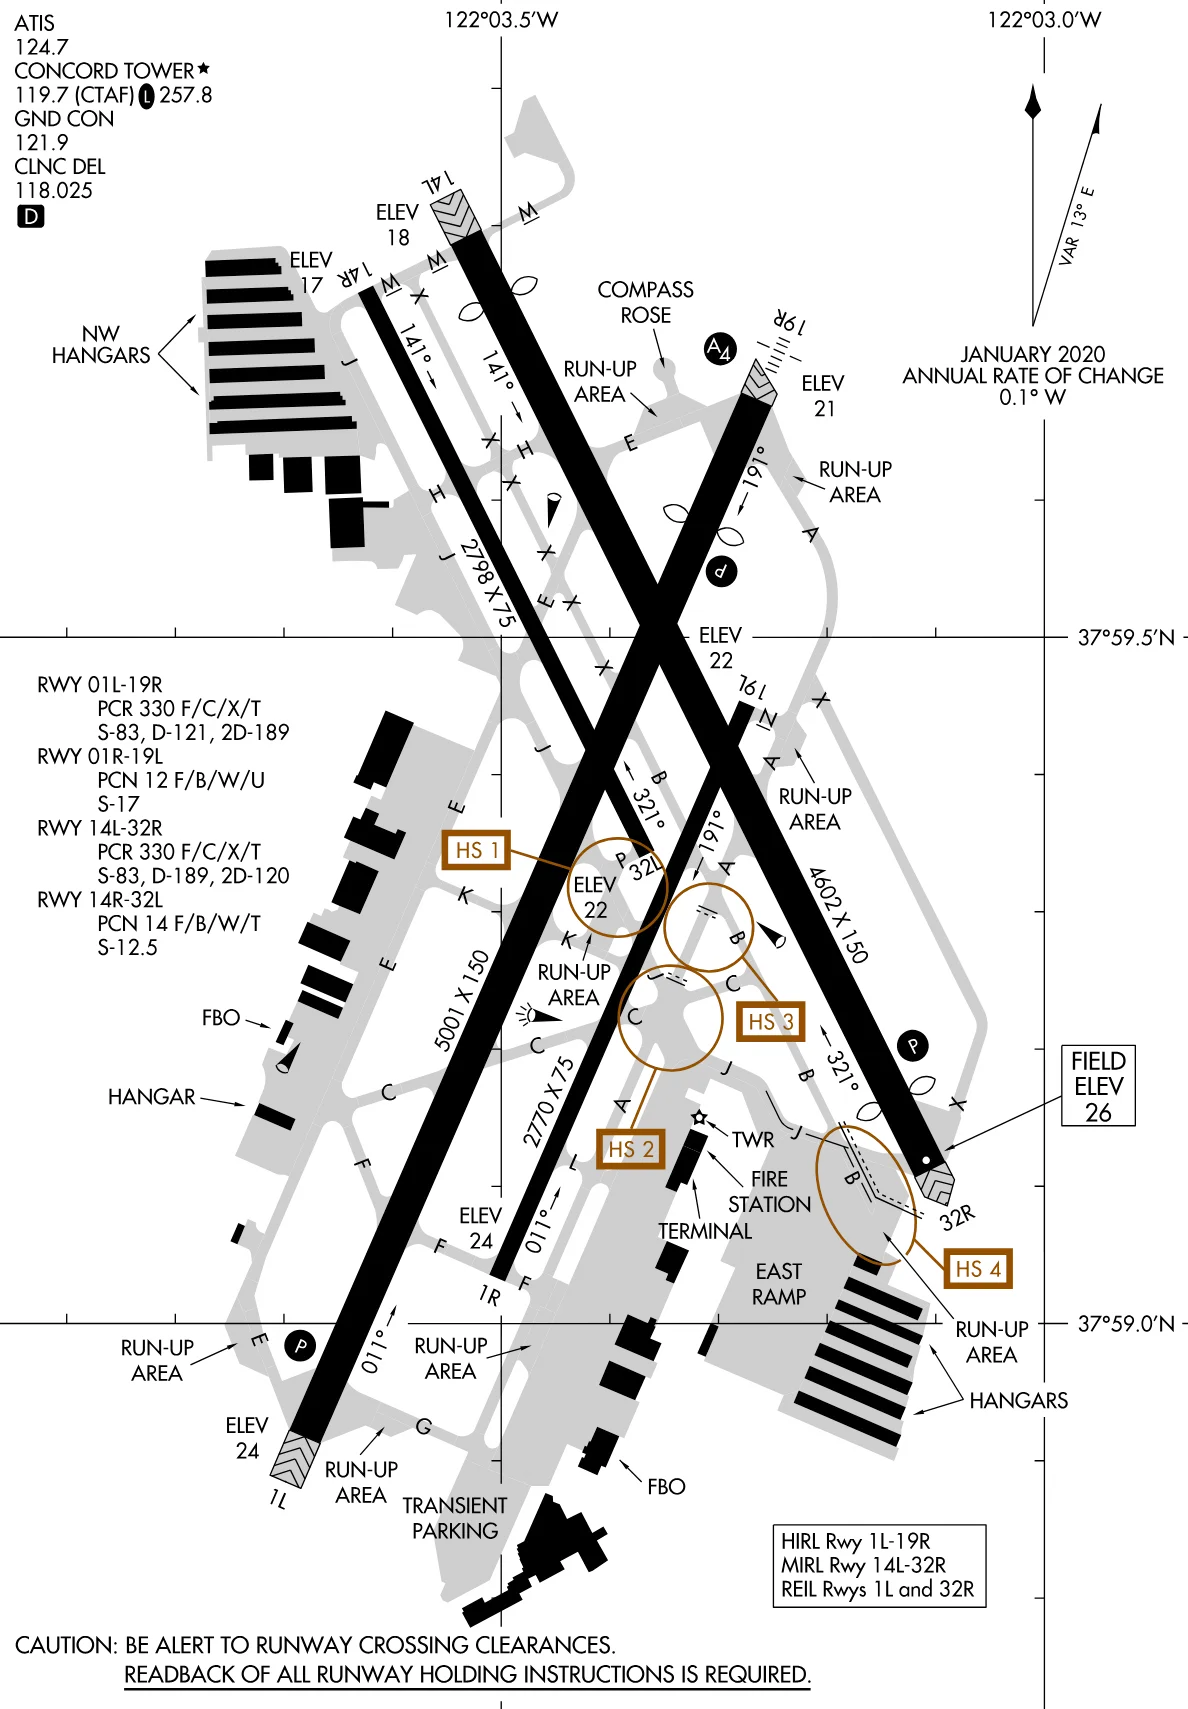 122°03.5'W
122°03.0'W
ATIS
124.7
CONCORD TOWER★
119.7 (CTAF) L 257.8
GND CON
121.9
CLNC DEL
118.025
D
VAR 13° E
JANUARY 2020
ANNUAL RATE OF CHANGE
0.1° W
14L
ELEV
18
W
W
W
ELEV
17
14R
X
NW
HANGARS
J
141°
141°
COMPASS
ROSE
RUN-UP
AREA
A4
19R
ELEV
21
E
191°
RUN-UP
AREA
A
X
H
X
H
J
2798 X 75
X
E
X
P
X
ELEV
22
37°59.5'N
19L
N
X
A
RUN-UP
AREA
RWY 01L-19R
PCR 330 F/C/X/T
S-83, D-121, 2D-189
RWY 01R-19L
PCN 12 F/B/W/U
S-17
RWY 14L-32R
PCR 330 F/C/X/T
S-83, D-189, 2D-120
RWY 14R-32L
PCN 14 F/B/W/T
S-12.5
J
B
321°
191°
E
HS 1
P
32L
ELEV
22
A
4602 X 150
K
K
B
RUN-UP
AREA
E
J
C
C
5001 X 150
FBO
HS 3
C
P
321°
B
J
FIELD
ELEV
26
HANGAR
C
2770 X 75
A
X
HS 2
TWR
J
FIRE
STATION
TERMINAL
B
F
L
32R
ELEV
24
011°
F
F
1R
EAST
RAMP
HS 4
37°59.0'N
RUN-UP
AREA
E
P
011°
RUN-UP
AREA
RUN-UP
AREA
HANGARS
ELEV
24
G
RUN-UP
AREA
1L
FBO
TRANSIENT
PARKING
HIRL Rwy 1L-19R
MIRL Rwy 14L-32R
REIL Rwys 1L and 32R
CAUTION: BE ALERT TO RUNWAY CROSSING CLEARANCES.
READBACK OF ALL RUNWAY HOLDING INSTRUCTIONS IS REQUIRED.